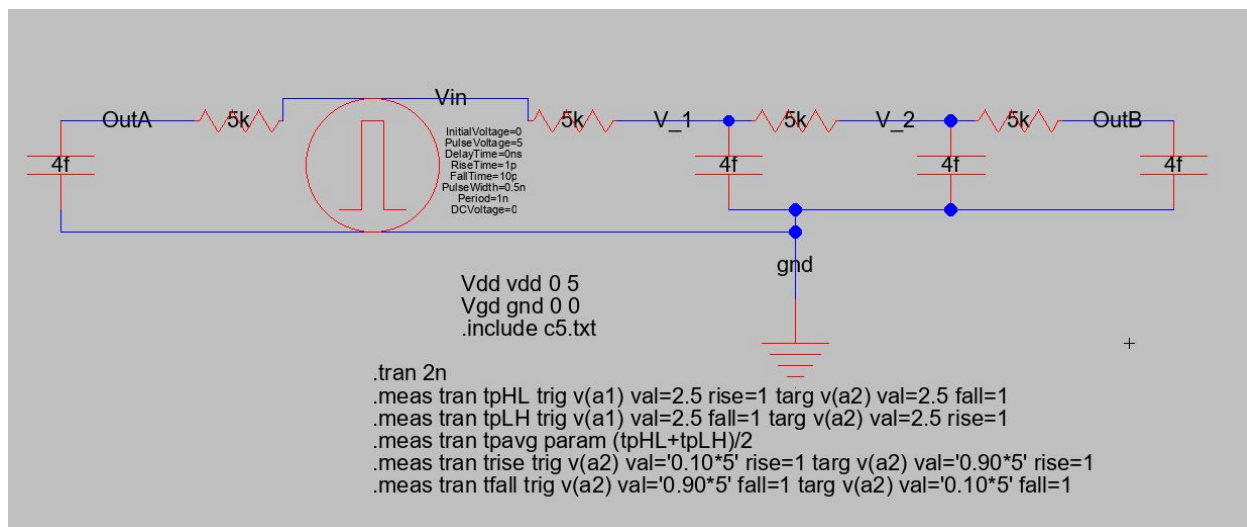 Vin
OutA 5k 5k V_1 5k V_2 5k OutB
InitialVoltage=0
PulseVoltage=5
DelayTime=0ns
RiseTime=1p
FallTime=10p
PulseWidth=0.5n
Period=1n
DCVoltage=0
4f 4f 4f 4f
gnd
Vdd vdd 0 5
Vgd gnd 0 0
.include c5.txt
.tran 2n
.meas tran tpHL trig v(a1) val=2.5 rise=1 targ v(a2) val=2.5 fall=1
.meas tran tpLH trig v(a1) val=2.5 fall=1 targ v(a2) val=2.5 rise=1
.meas tran tpavg param (tpHL+tpLH)/2
.meas tran trise trig v(a2) val='0.10*5' rise=1 targ v(a2) val='0.90*5' rise=1
.meas tran tfall trig v(a2) val='0.90*5' fall=1 targ v(a2) val='0.10*5' fall=1